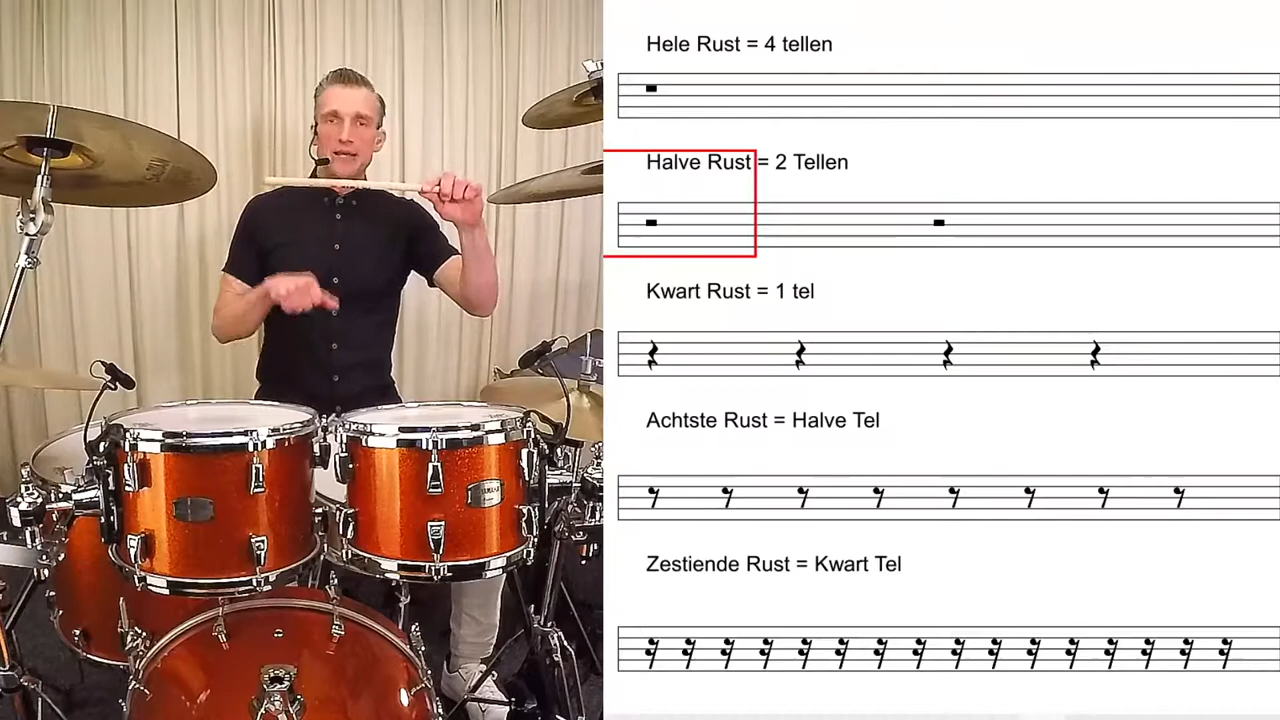 Hele Rust = 4 tellen
Halve Rust = 2 Tellen
Kwart Rust = 1 tel
Achtste Rust = Halve Tel
Zestiende Rust = Kwart Tel
YAMAHA